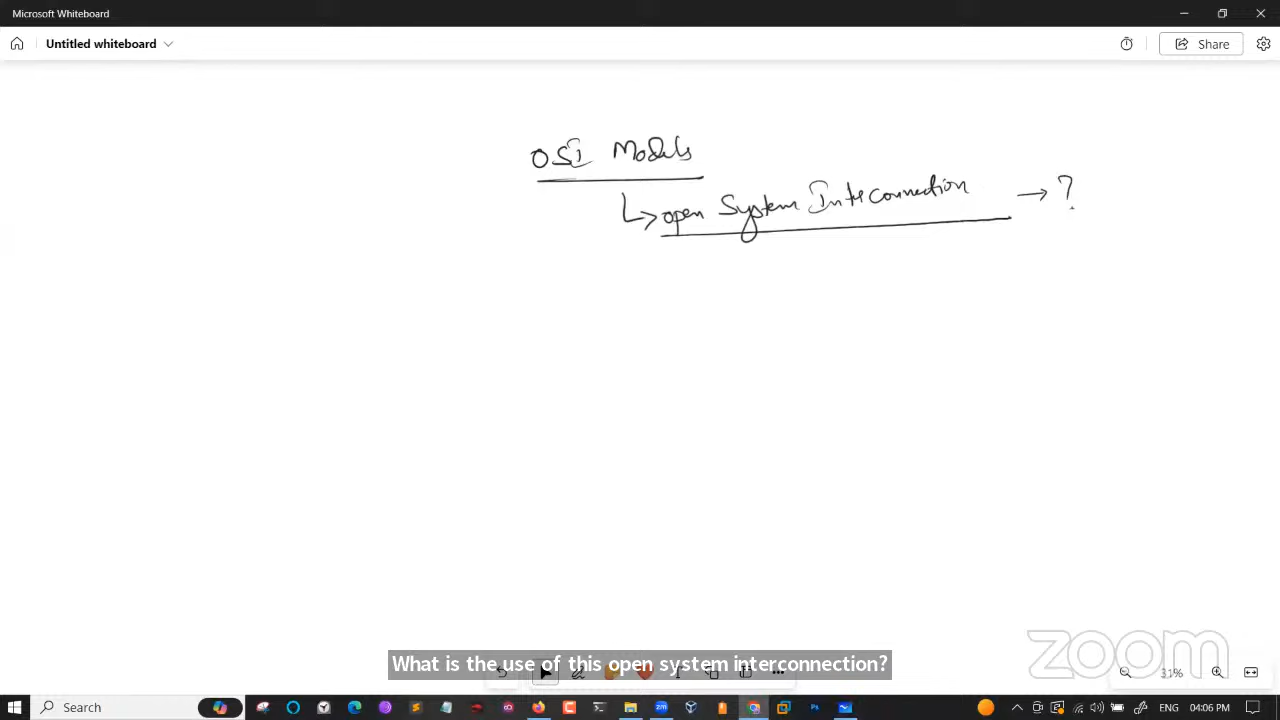 Microsoft Whiteboard
Untitled whiteboard
Share
OSI Models
open System Interconnection → ?
What is the use of this open system interconnection?
zoom
31%
Search
ENG
04:06 PM